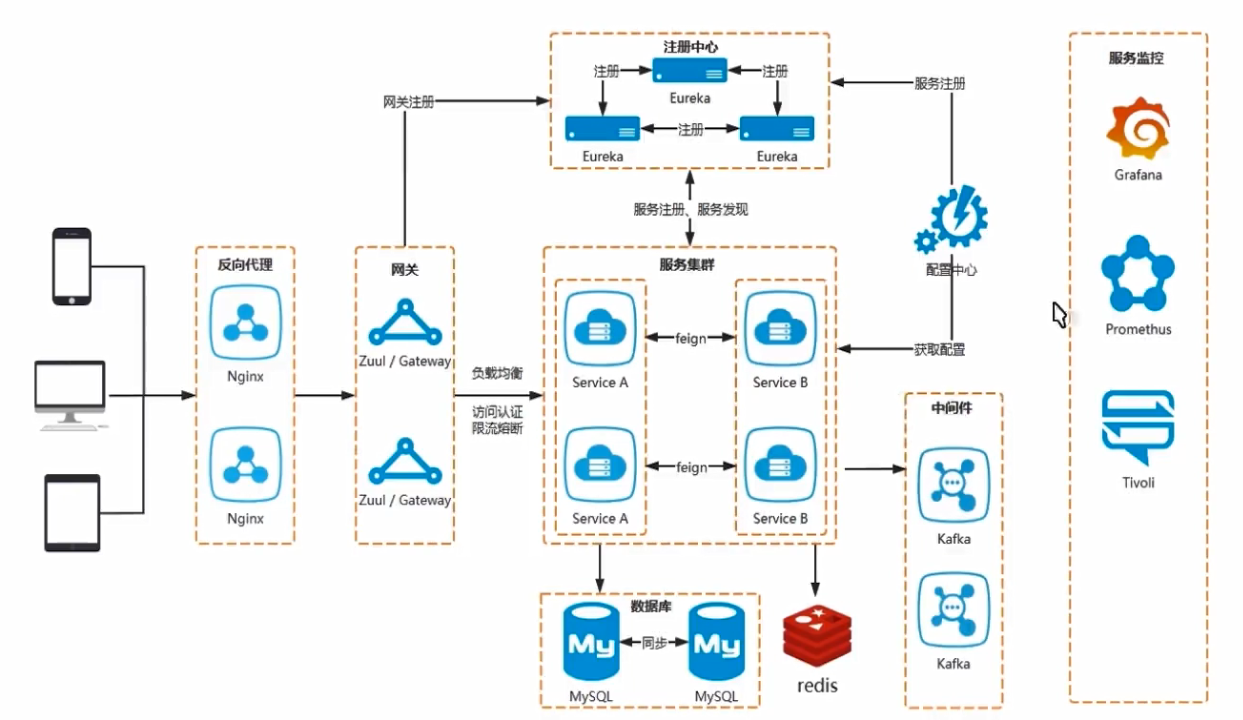 注册中心
注册
注册
Eureka
注册
Eureka
Eureka
网关注册
服务注册
服务注册、服务发现
配置中心
获取配置
反向代理
Nginx
Nginx
网关
Zuul / Gateway
Zuul / Gateway
负载均衡
访问认证
限流熔断
服务集群
feign
Service A
Service B
feign
Service A
Service B
中间件
Kafka
Kafka
数据库
My
同步
My
MySQL
MySQL
redis
服务监控
Grafana
Promethus
Tivoli